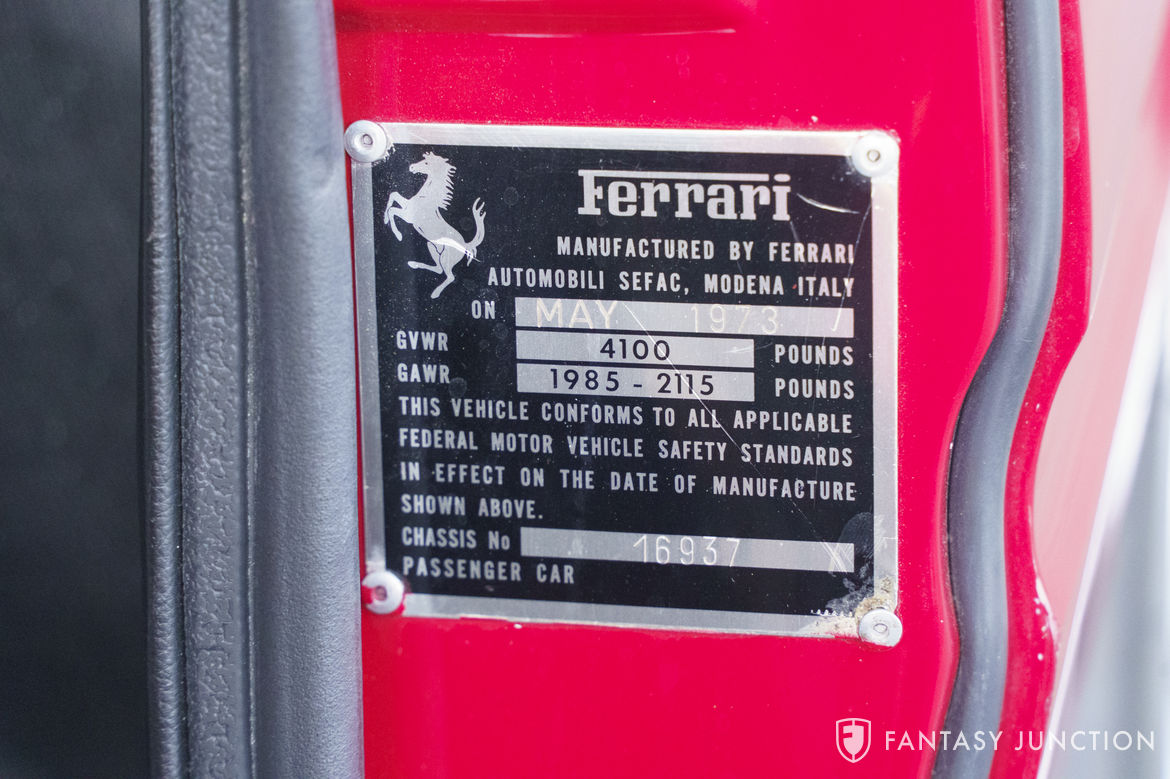 Ferrari
MANUFACTURED BY FERRARI
AUTOMOBILI SEFAC, MODENA ITALY
ON MAY 1973
GVWR 4100 POUNDS
GAWR 1985 - 2115 POUNDS
THIS VEHICLE CONFORMS TO ALL APPLICABLE
FEDERAL MOTOR VEHICLE SAFETY STANDARDS
IN EFFECT ON THE DATE OF MANUFACTURE
SHOWN ABOVE.
CHASSIS No 16937
PASSENGER CAR
FANTASY JUNCTION